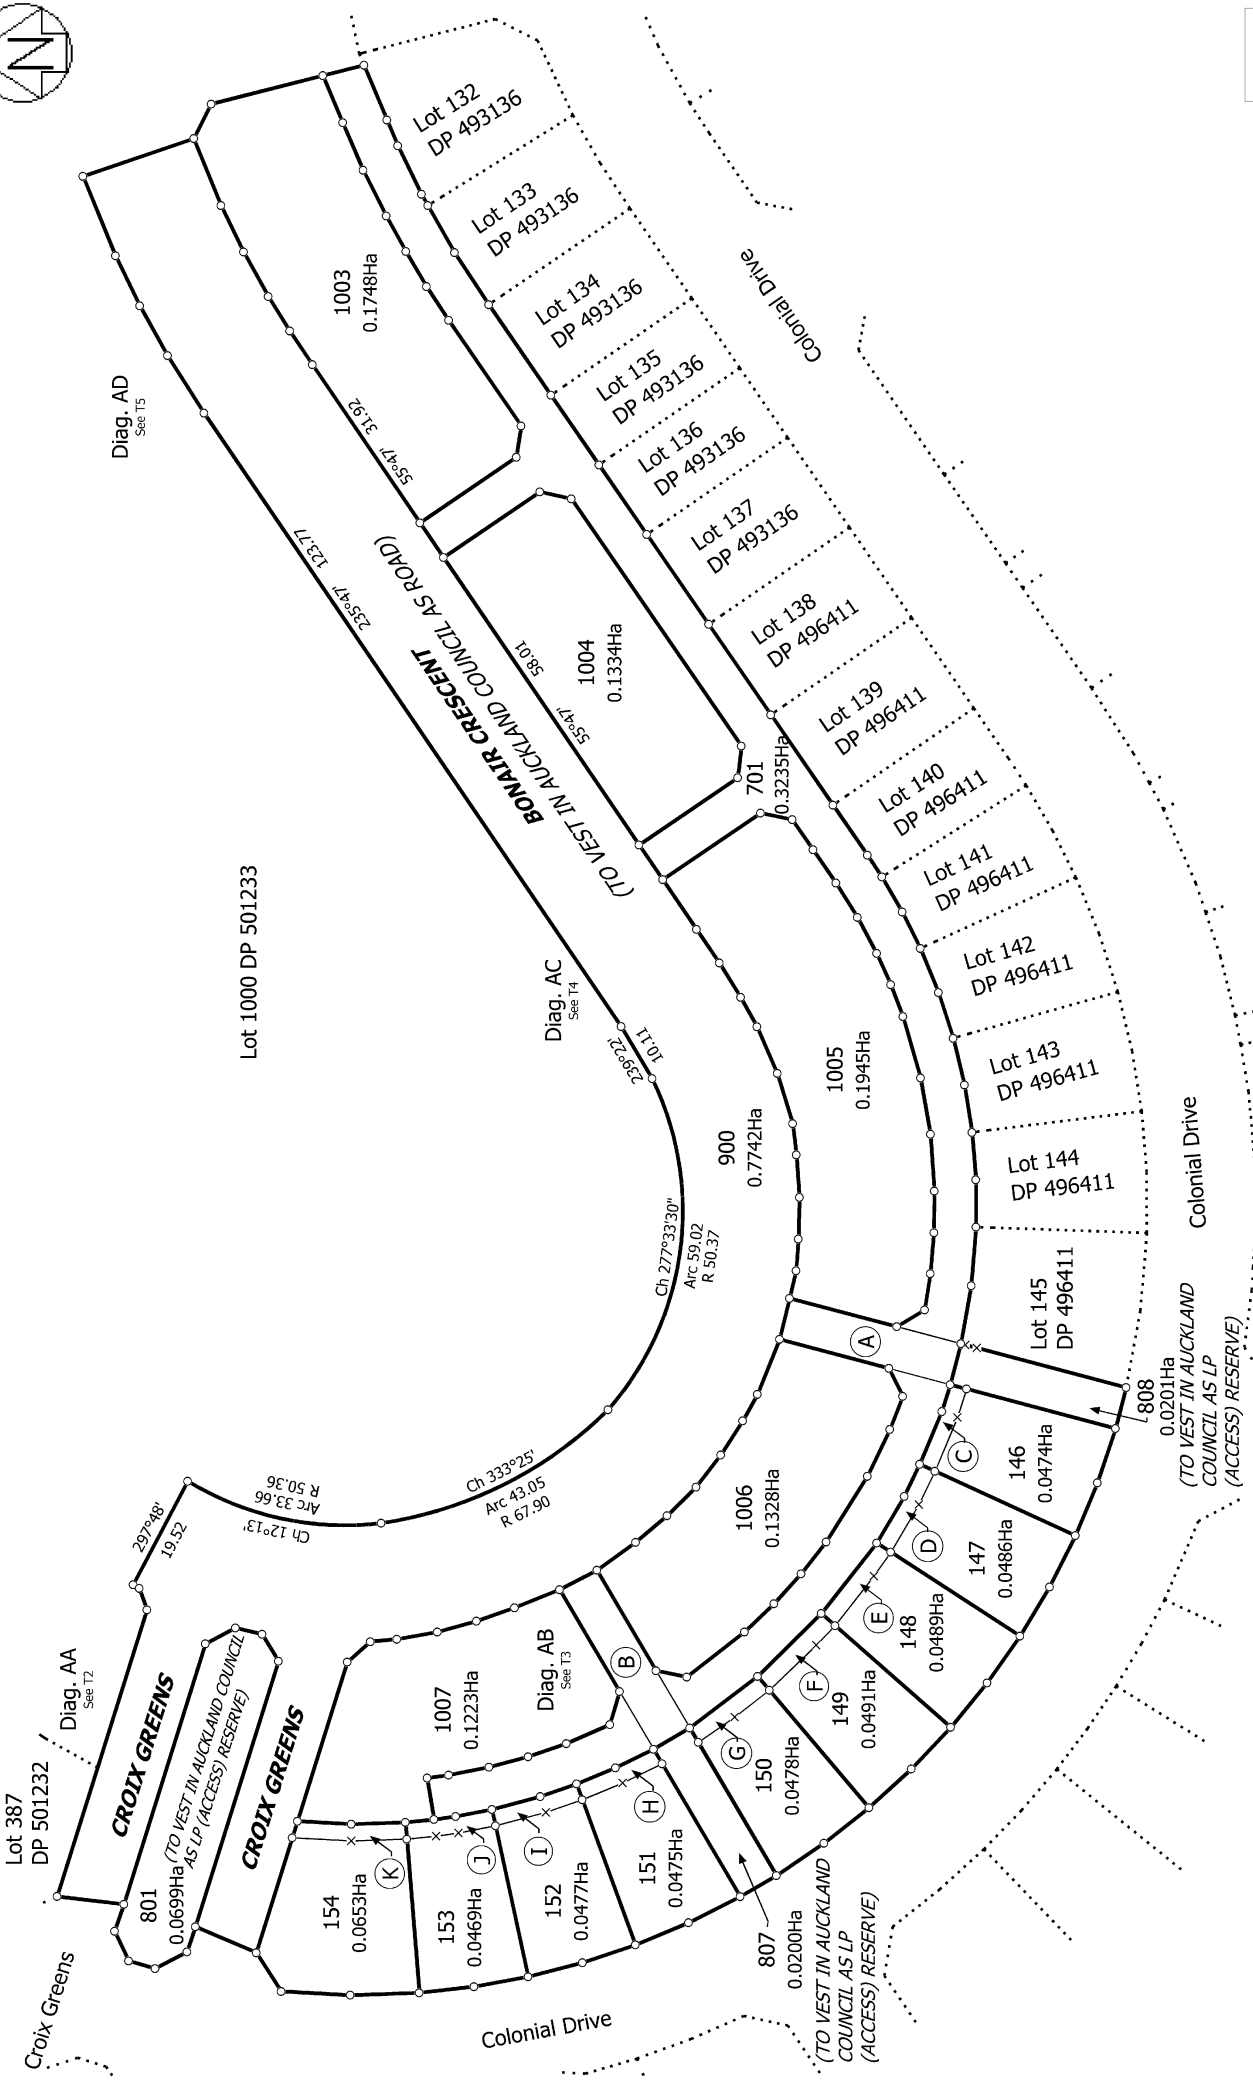 N
Lot 132
DP 493136
Lot 133
DP 493136
Lot 134
DP 493136
Lot 135
DP 493136
Lot 136
DP 493136
Lot 137
DP 493136
Lot 138
DP 496411
Lot 139
DP 496411
Lot 140
DP 496411
Lot 141
DP 496411
Lot 142
DP 496411
Lot 143
DP 496411
Lot 144
DP 496411
Lot 145
DP 496411
Colonial Drive
1003
0.1748Ha
Diag. AD
See T5
55°47' 31.92
235°47' 123.77
BONAIR CRESCENT
(TO VEST IN AUCKLAND COUNCIL AS ROAD)
1004
0.1334Ha
55°47' 58.01
701
0.3235Ha
Lot 1000 DP 501233
Diag. AC
See T4
239°22'
10.11
1005
0.1945Ha
900
0.7742Ha
Ch 277°33'30"
Arc 59.02
R 50.37
Colonial Drive
A
808
0.0201Ha
(TO VEST IN AUCKLAND
COUNCIL AS LP
(ACCESS) RESERVE)
Ch 333°25'
Arc 43.05
R 67.90
Ch 12°13'
Arc 33.66
R 50.36
297°48'
19.52
1006
0.1328Ha
C
146
0.0474Ha
D
147
0.0486Ha
E
148
0.0489Ha
F
149
0.0491Ha
G
150
0.0478Ha
B
Diag. AB
See T3
1007
0.1223Ha
Diag. AA
See T2
Lot 387
DP 501232
CROIX GREENS
801
0.0699Ha
(TO VEST IN AUCKLAND COUNCIL
AS LP (ACCESS) RESERVE)
CROIX GREENS
Croix Greens
K
154
0.0653Ha
J
153
0.0469Ha
I
152
0.0477Ha
H
151
0.0475Ha
807
0.0200Ha
(TO VEST IN AUCKLAND
COUNCIL AS LP
(ACCESS) RESERVE)
Colonial Drive